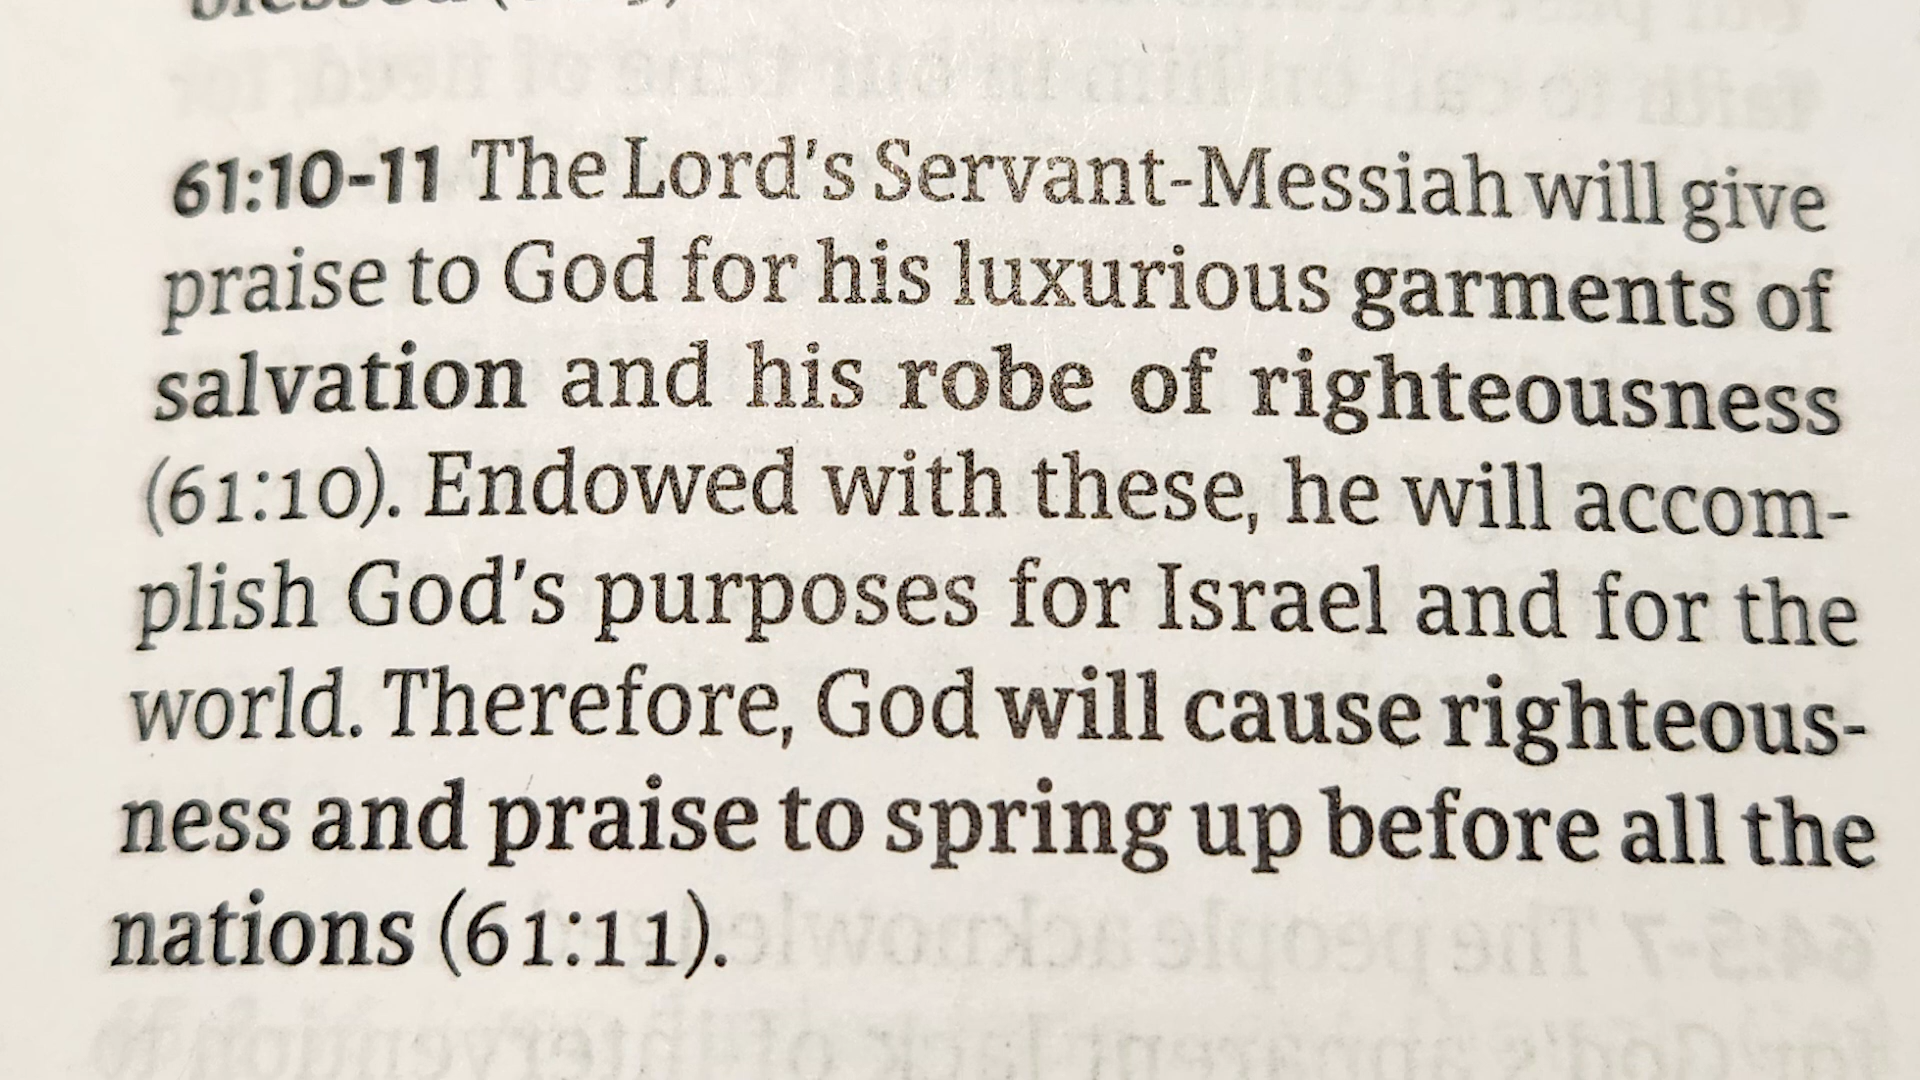 61:10-11 The Lord's Servant-Messiah will give
praise to God for his luxurious garments of
salvation and his robe of righteousness
(61:10). Endowed with these, he will accom-
plish God's purposes for Israel and for the
world. Therefore, God will cause righteous-
ness and praise to spring up before all the
nations (61:11).